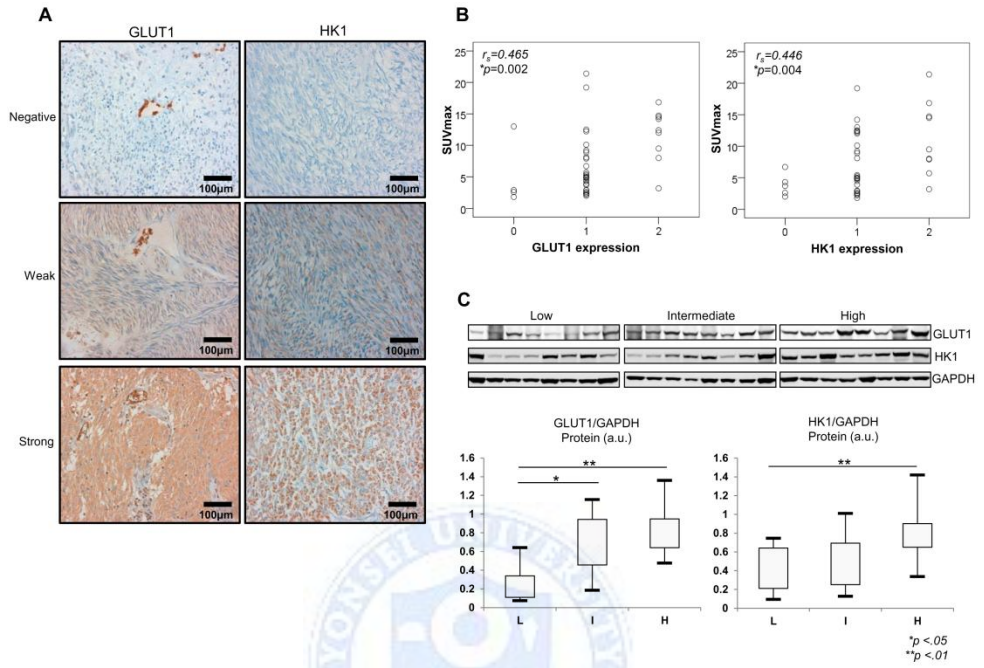 A
GLUT1 HK1
Negative
100µm 100µm
Weak
100µm 100µm
Strong
100µm 100µm
B
rs=0.465
*p=0.002
SUVmax
25
20
15
10
5
0
0 1 2
GLUT1 expression
rs=0.446
*p=0.004
SUVmax
25
20
15
10
5
0
0 1 2
HK1 expression
C
Low Intermediate High
GLUT1
HK1
GAPDH
GLUT1/GAPDH
Protein (a.u.)
1.6
1.4
1.2
1
0.8
0.6
0.4
0.2
0
**
*
L I H
HK1/GAPDH
Protein (a.u.)
1.6
1.4
1.2
1
0.8
0.6
0.4
0.2
0
**
L I H
*p <.05
**p <.01
YONSEI UNIVERSITY